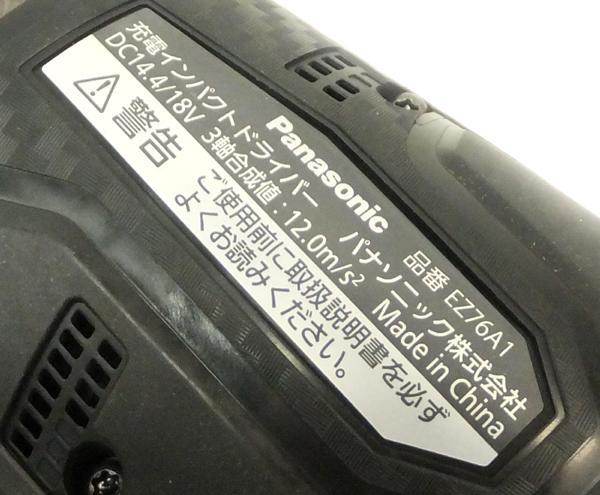 Panasonic 品番 EZ76A1
充電インパクトドライバー パナソニック株式会社
DC14.4/18V 3軸合成値:12.0m/s² Made in China
警告 ご使用前に取扱説明書を必ず
よくお読みください。